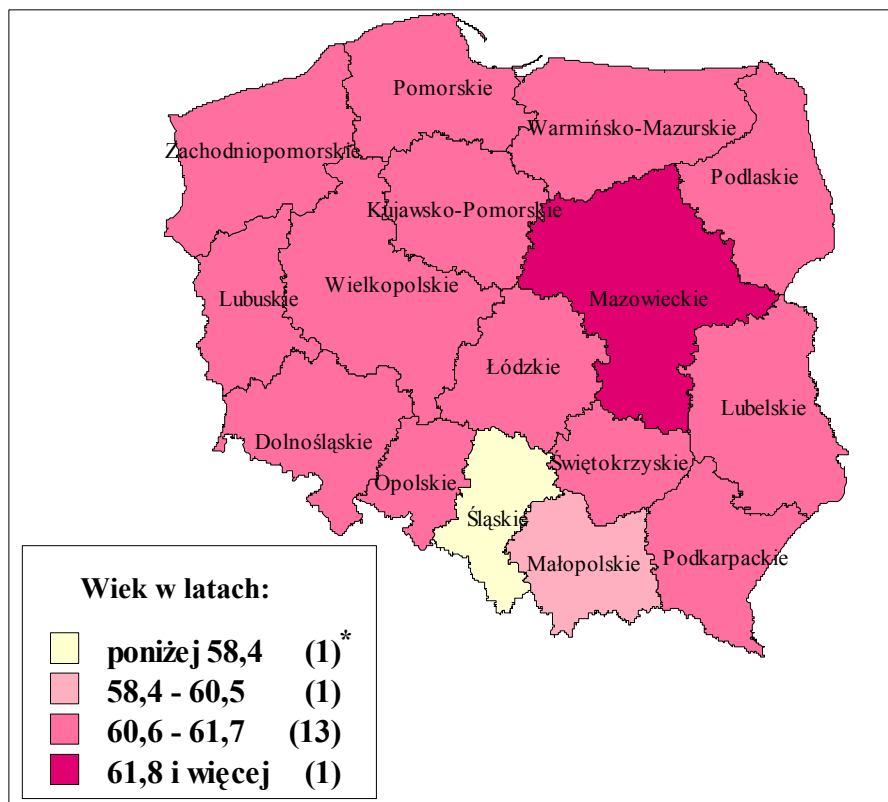 Pomorskie
Warmińsko-Mazurskie
Zachodniopomorskie
Podlaskie
Kujawsko-Pomorskie
Wielkopolskie
Lubuskie
Mazowieckie
Łódzkie
Lubelskie
Dolnośląskie
Świętokrzyskie
Opolskie
Śląskie
Małopolskie
Podkarpackie
Wiek w latach:
poniżej 58,4 (1)*
58,4 - 60,5 (1)
60,6 - 61,7 (13)
61,8 i więcej (1)